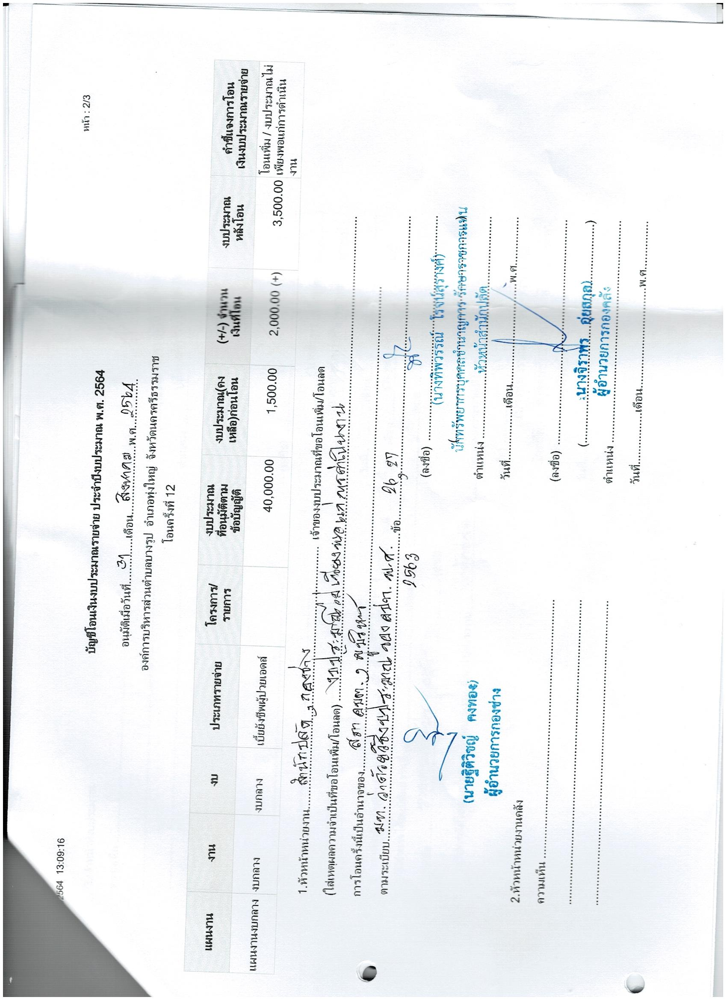 2564 13:09:16
หน้า : 2/3
บัญชีโอนเงินงบประมาณรายจ่าย ประจำปีงบประมาณ พ.ศ. 2564
อนุมัติเมื่อวันที่......31......เดือน......สิงหาคม......พ.ศ.......2564......
องค์การบริหารส่วนตำบลบางรูป อำเภอทุ่งใหญ่ จังหวัดนครศรีธรรมราช
โอนครั้งที่ 12
แผนงาน งาน งบ ประเภทรายจ่าย โครงการ/รายการ งบประมาณที่อนุมัติตามข้อบัญญัติ งบประมาณ(คงเหลือ)ก่อนโอน (+/-) จำนวนเงินที่โอน งบประมาณหลังโอน คำชี้แจงการโอนเงินงบประมาณรายจ่าย
แผนงานงบกลาง งบกลาง งบกลาง เบี้ยยังชีพผู้ป่วยเอดส์ 40,000.00 1,500.00 2,000.00 (+) 3,500.00 โอนเพิ่ม / งบประมาณไม่เพียงพอแก่การดำเนินงาน
1.หัวหน้าหน่วยงาน......สำนักปลัด, กองช่าง...... เจ้าของงบประมาณที่ขอโอนเพิ่ม/โอนลด
(ใส่เหตุผลความจำเป็นที่ขอโอนเพิ่ม/โอนลด) ......งบประมาณไม่เพียงพอแก่การดำเนินงาน......
การโอนครั้งนี้เป็นอำนาจของ......สภา อบต., ผู้บริหาร......
ตามระเบียบ......มท. ว่าด้วยวิธีงบประมาณ ของ อปท. พ.ศ. 2563 ข้อ......26, 27......
(ลงชื่อ) ............
(นางทิพวรรณ์ โรจน์สุรางค์)
นักทรัพยากรบุคคลชำนาญการ รักษาราชการแทน
ตำแหน่ง ......หัวหน้าสำนักปลัด......
วันที่............เดือน............พ.ศ.............
(นายฐิติวิชญ์ คงทอง)
ผู้อำนวยการกองช่าง
2.หัวหน้าหน่วยงานคลัง
ความเห็น ............
(ลงชื่อ) ............
(......นางจิราพร อุ่ยสกุล......)
ตำแหน่ง ......ผู้อำนวยการกองคลัง......
วันที่............เดือน............พ.ศ.............